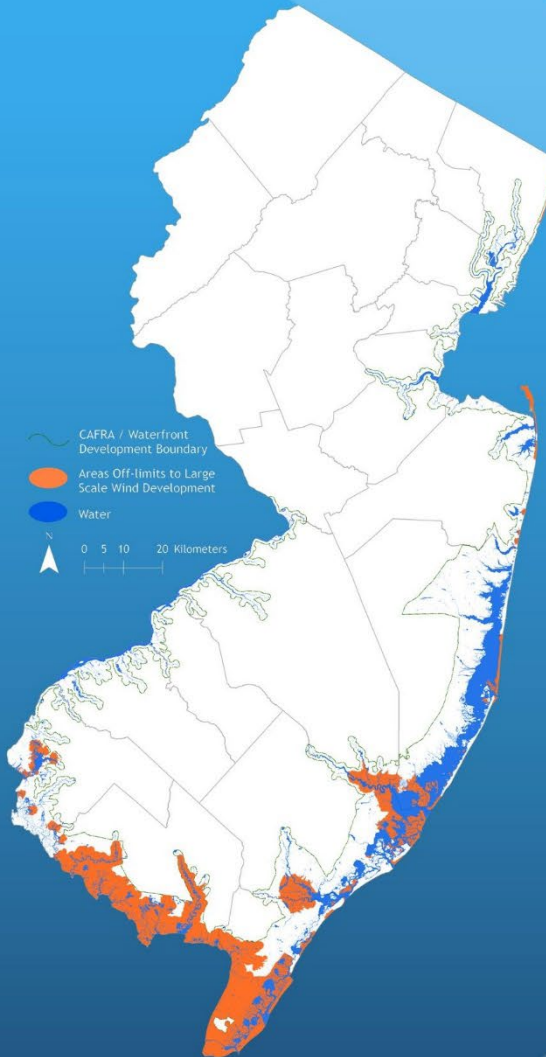 CAFRA / Waterfront
Development Boundary
Areas Off-limits to Large
Scale Wind Development
Water
N
0 5 10 20 Kilometers